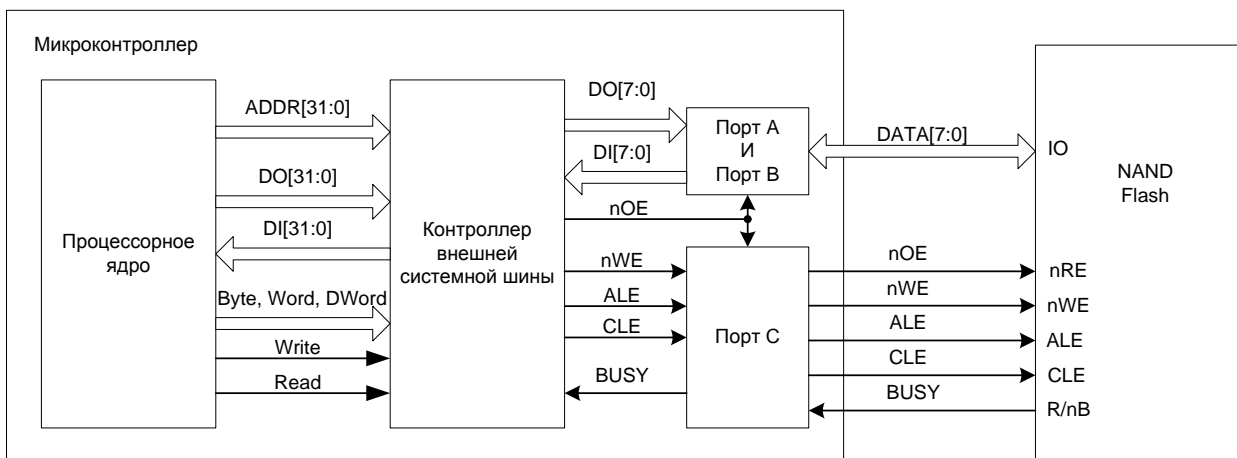 Микроконтроллер
Процессорное
ядро
ADDR[31:0]
DO[31:0]
DI[31:0]
Byte, Word, DWord
Write
Read
Контроллер
внешней
системной шины
DO[7:0]
DI[7:0]
nOE
nWE
ALE
CLE
BUSY
Порт А
И
Порт В
Порт С
DATA[7:0]
nOE
nWE
ALE
CLE
BUSY
IO
NAND
Flash
nRE
nWE
ALE
CLE
R/nB